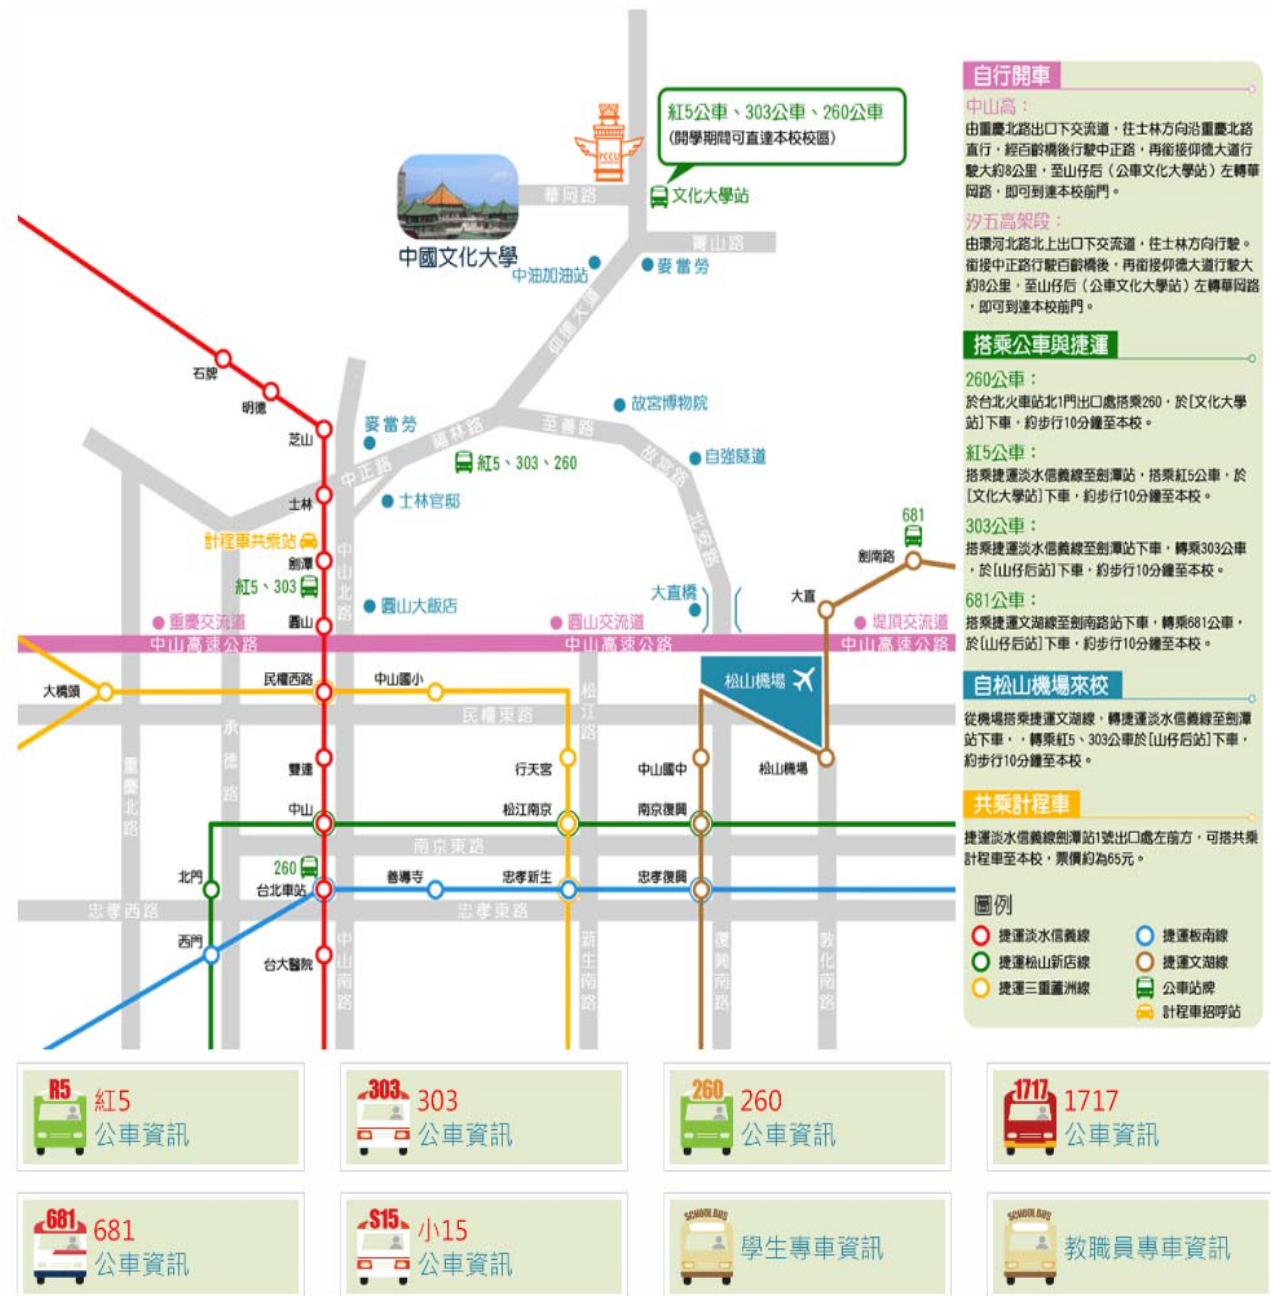 紅5公車、303公車、260公車
(開學期間可直達本校校區)
PCCU
華岡路
文化大學站
中國文化大學
菁山路
中油加油站
麥當勞
仰德大道
石牌
明德
芝山
麥當勞
福林路
至善路
故宮博物院
中正路
紅5、303、260
故宮路
自強隧道
士林
士林官邸
計程車共乘站
中山北路
北安路
681
劍潭
劍南路
紅5、303
圓山大飯店
大直橋
大直
重慶交流道
圓山
圓山交流道
堤頂交流道
中山高速公路
中山高速公路
中山高速公路
大橋頭
民權西路
中山國小
松江路
松山機場
民權東路
承德路
重慶北路
雙連
行天宮
中山國中
松山機場
中山
松江南京
南京復興
南京東路
260
北門
台北車站
善導寺
忠孝新生
忠孝復興
忠孝西路
忠孝東路
西門
台大醫院
中山南路
新生南路
復興南路
敦化南路
自行開車
中山高：
由重慶北路出口下交流道，往士林方向沿重慶北路
直行，經百齡橋後行駛中正路，再銜接仰德大道行
駛大約8公里，至山仔后（公車文化大學站）左轉華
岡路，即可到達本校前門。
汐五高架段：
由環河北路北上出口下交流道，往士林方向行駛。
銜接中正路行駛百齡橋後，再銜接仰德大道行駛大
約8公里，至山仔后（公車文化大學站）左轉華岡路
，即可到達本校前門。
搭乘公車與捷運
260公車：
於台北火車站北1門出口處搭乘260，於[文化大學
站]下車，約步行10分鐘至本校。
紅5公車：
搭乘捷運淡水信義線至劍潭站，搭乘紅5公車，於
[文化大學站]下車，約步行10分鐘至本校。
303公車：
搭乘捷運淡水信義線至劍潭站下車，轉乘303公車
，於[山仔后站]下車，約步行10分鐘至本校。
681公車：
搭乘捷運文湖線至劍南路站下車，轉乘681公車，
於[山仔后站]下車，約步行10分鐘至本校。
自松山機場來校
從機場搭乘捷運文湖線，轉捷運淡水信義線至劍潭
站下車，，轉乘紅5、303公車於[山仔后站]下車，
約步行10分鐘至本校。
共乘計程車
捷運淡水信義線劍潭站1號出口處左前方，可搭共乘
計程車至本校，票價約為65元。
圖例
捷運淡水信義線
捷運板南線
捷運松山新店線
捷運文湖線
捷運三重蘆洲線
公車站牌
計程車招呼站
R5
紅5
公車資訊
303
303
公車資訊
260
260
公車資訊
1717
1717
公車資訊
681
681
公車資訊
S15
小15
公車資訊
SCHOOL BUS
學生專車資訊
SCHOOL BUS
教職員專車資訊